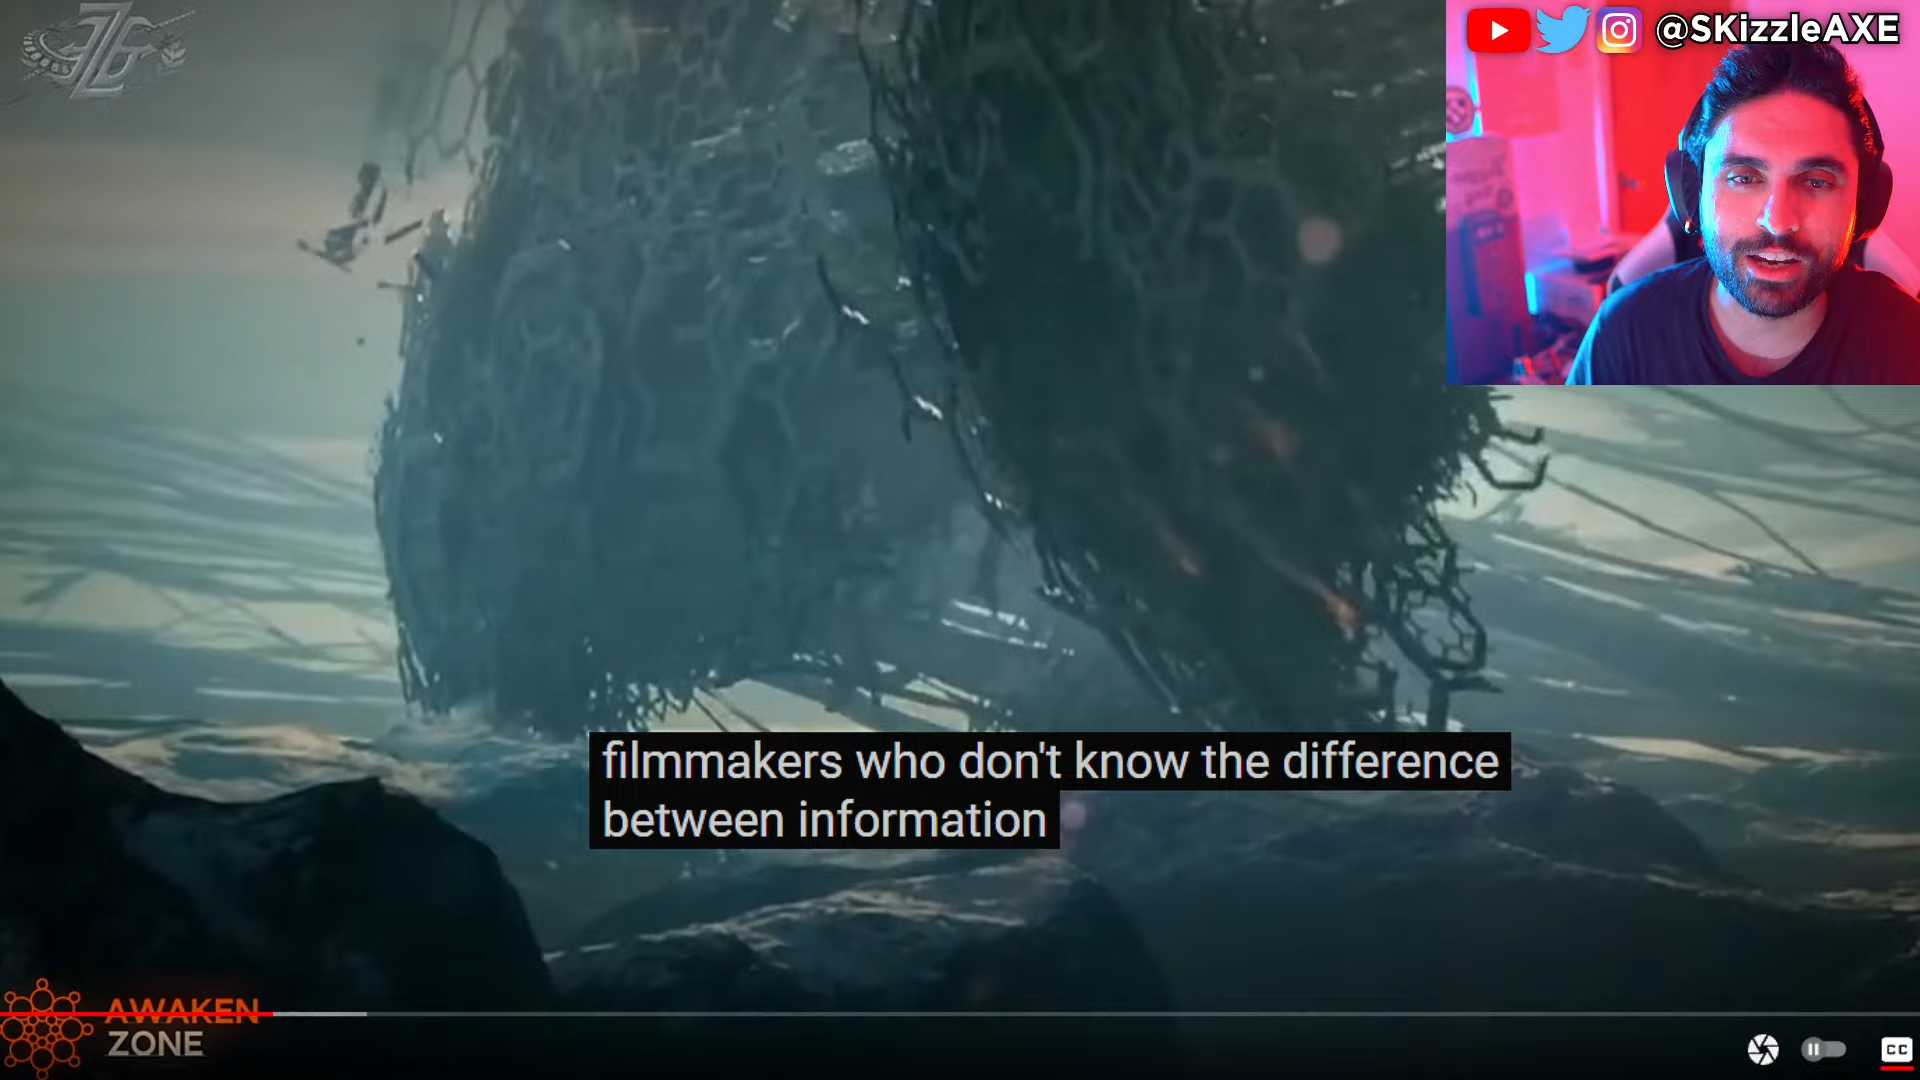 @SKizzleAXE
filmmakers who don't know the difference
between information
AWAKEN
ZONE
CC